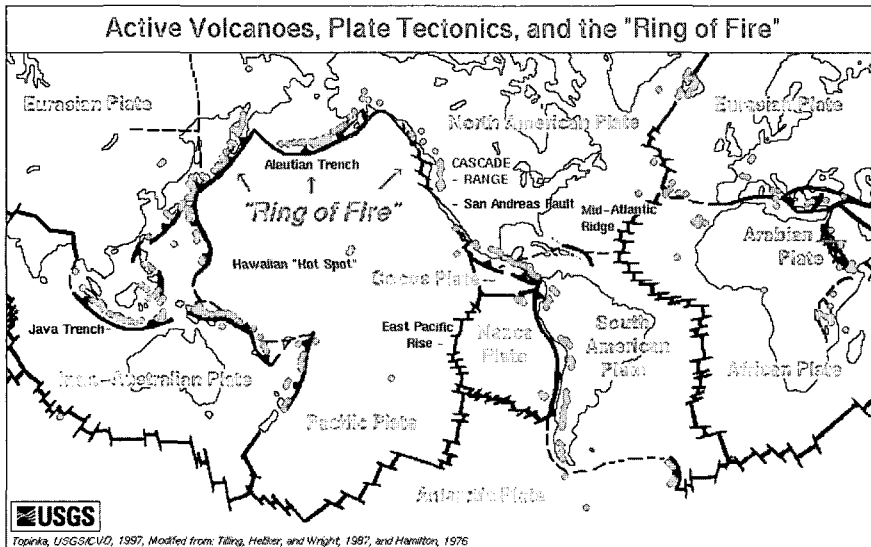 Active Volcanoes, Plate Tectonics, and the "Ring of Fire"
Eurasian Plate
Eurasian Plate
North American Plate
Aleutian Trench
CASCADE
RANGE
"Ring of Fire"
San Andreas Fault
Mid-Atlantic
Ridge
Arabian
Plate
Hawaiian "Hot Spot"
Cocos Plate
Java Trench
East Pacific
Rise
Nazca
Plate
South
American
Plate
Indo-Australian Plate
African Plate
Pacific Plate
Antarctic Plate
USGS
Topinka, USGS/CVO, 1997, Modified from: Tilling, Heliker, and Wright, 1987, and Hamilton, 1976